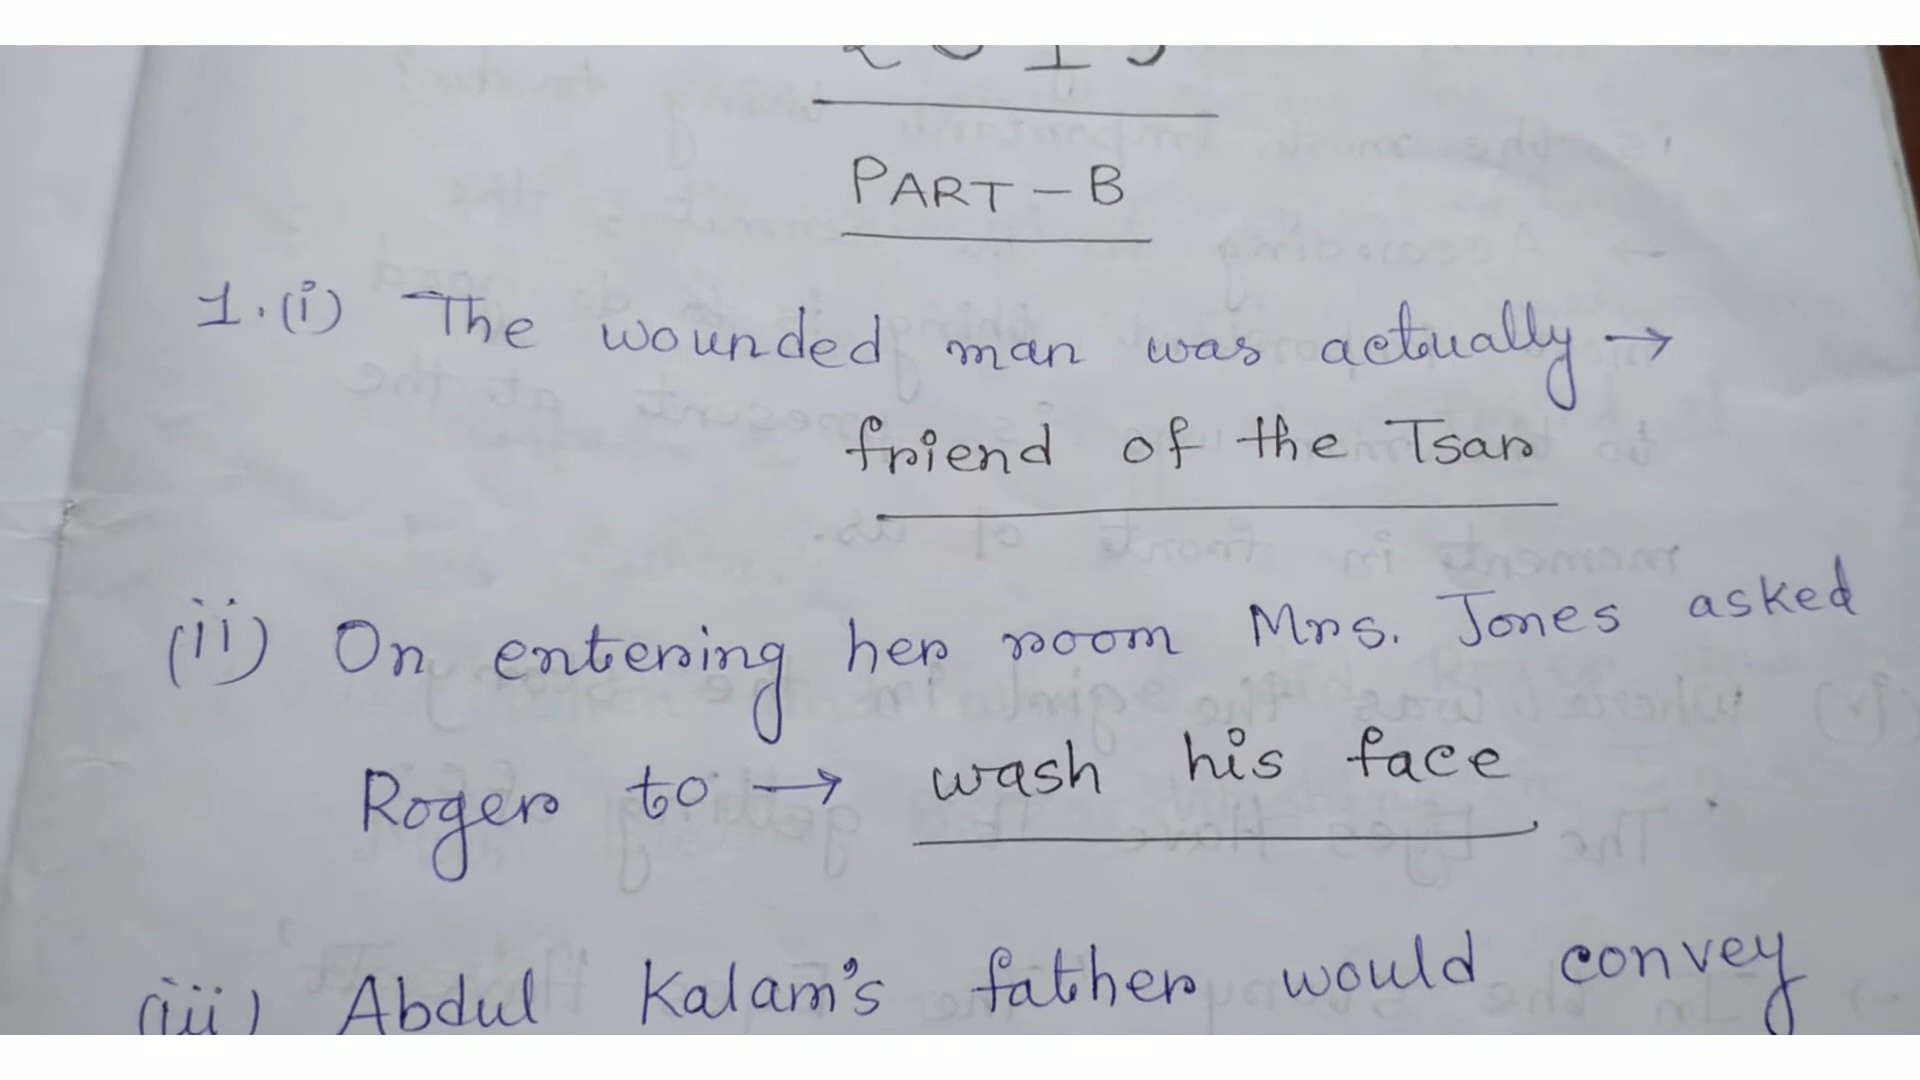 PART-B
1.(i) The wounded man was actually →
friend of the Tsar
(ii) On entering her room Mrs. Jones asked
Roger to → wash his face
(iii) Abdul Kalam's father would convey